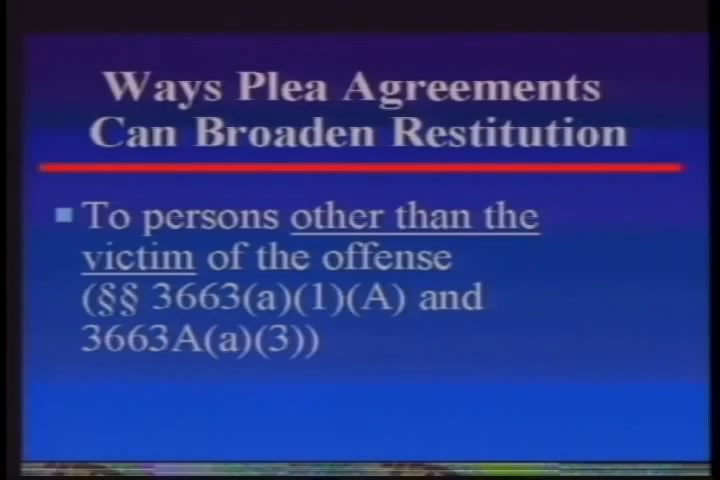 Ways Plea Agreements
Can Broaden Restitution
To persons other than the
victim of the offense
(§§ 3663(a)(1)(A) and
3663A(a)(3))